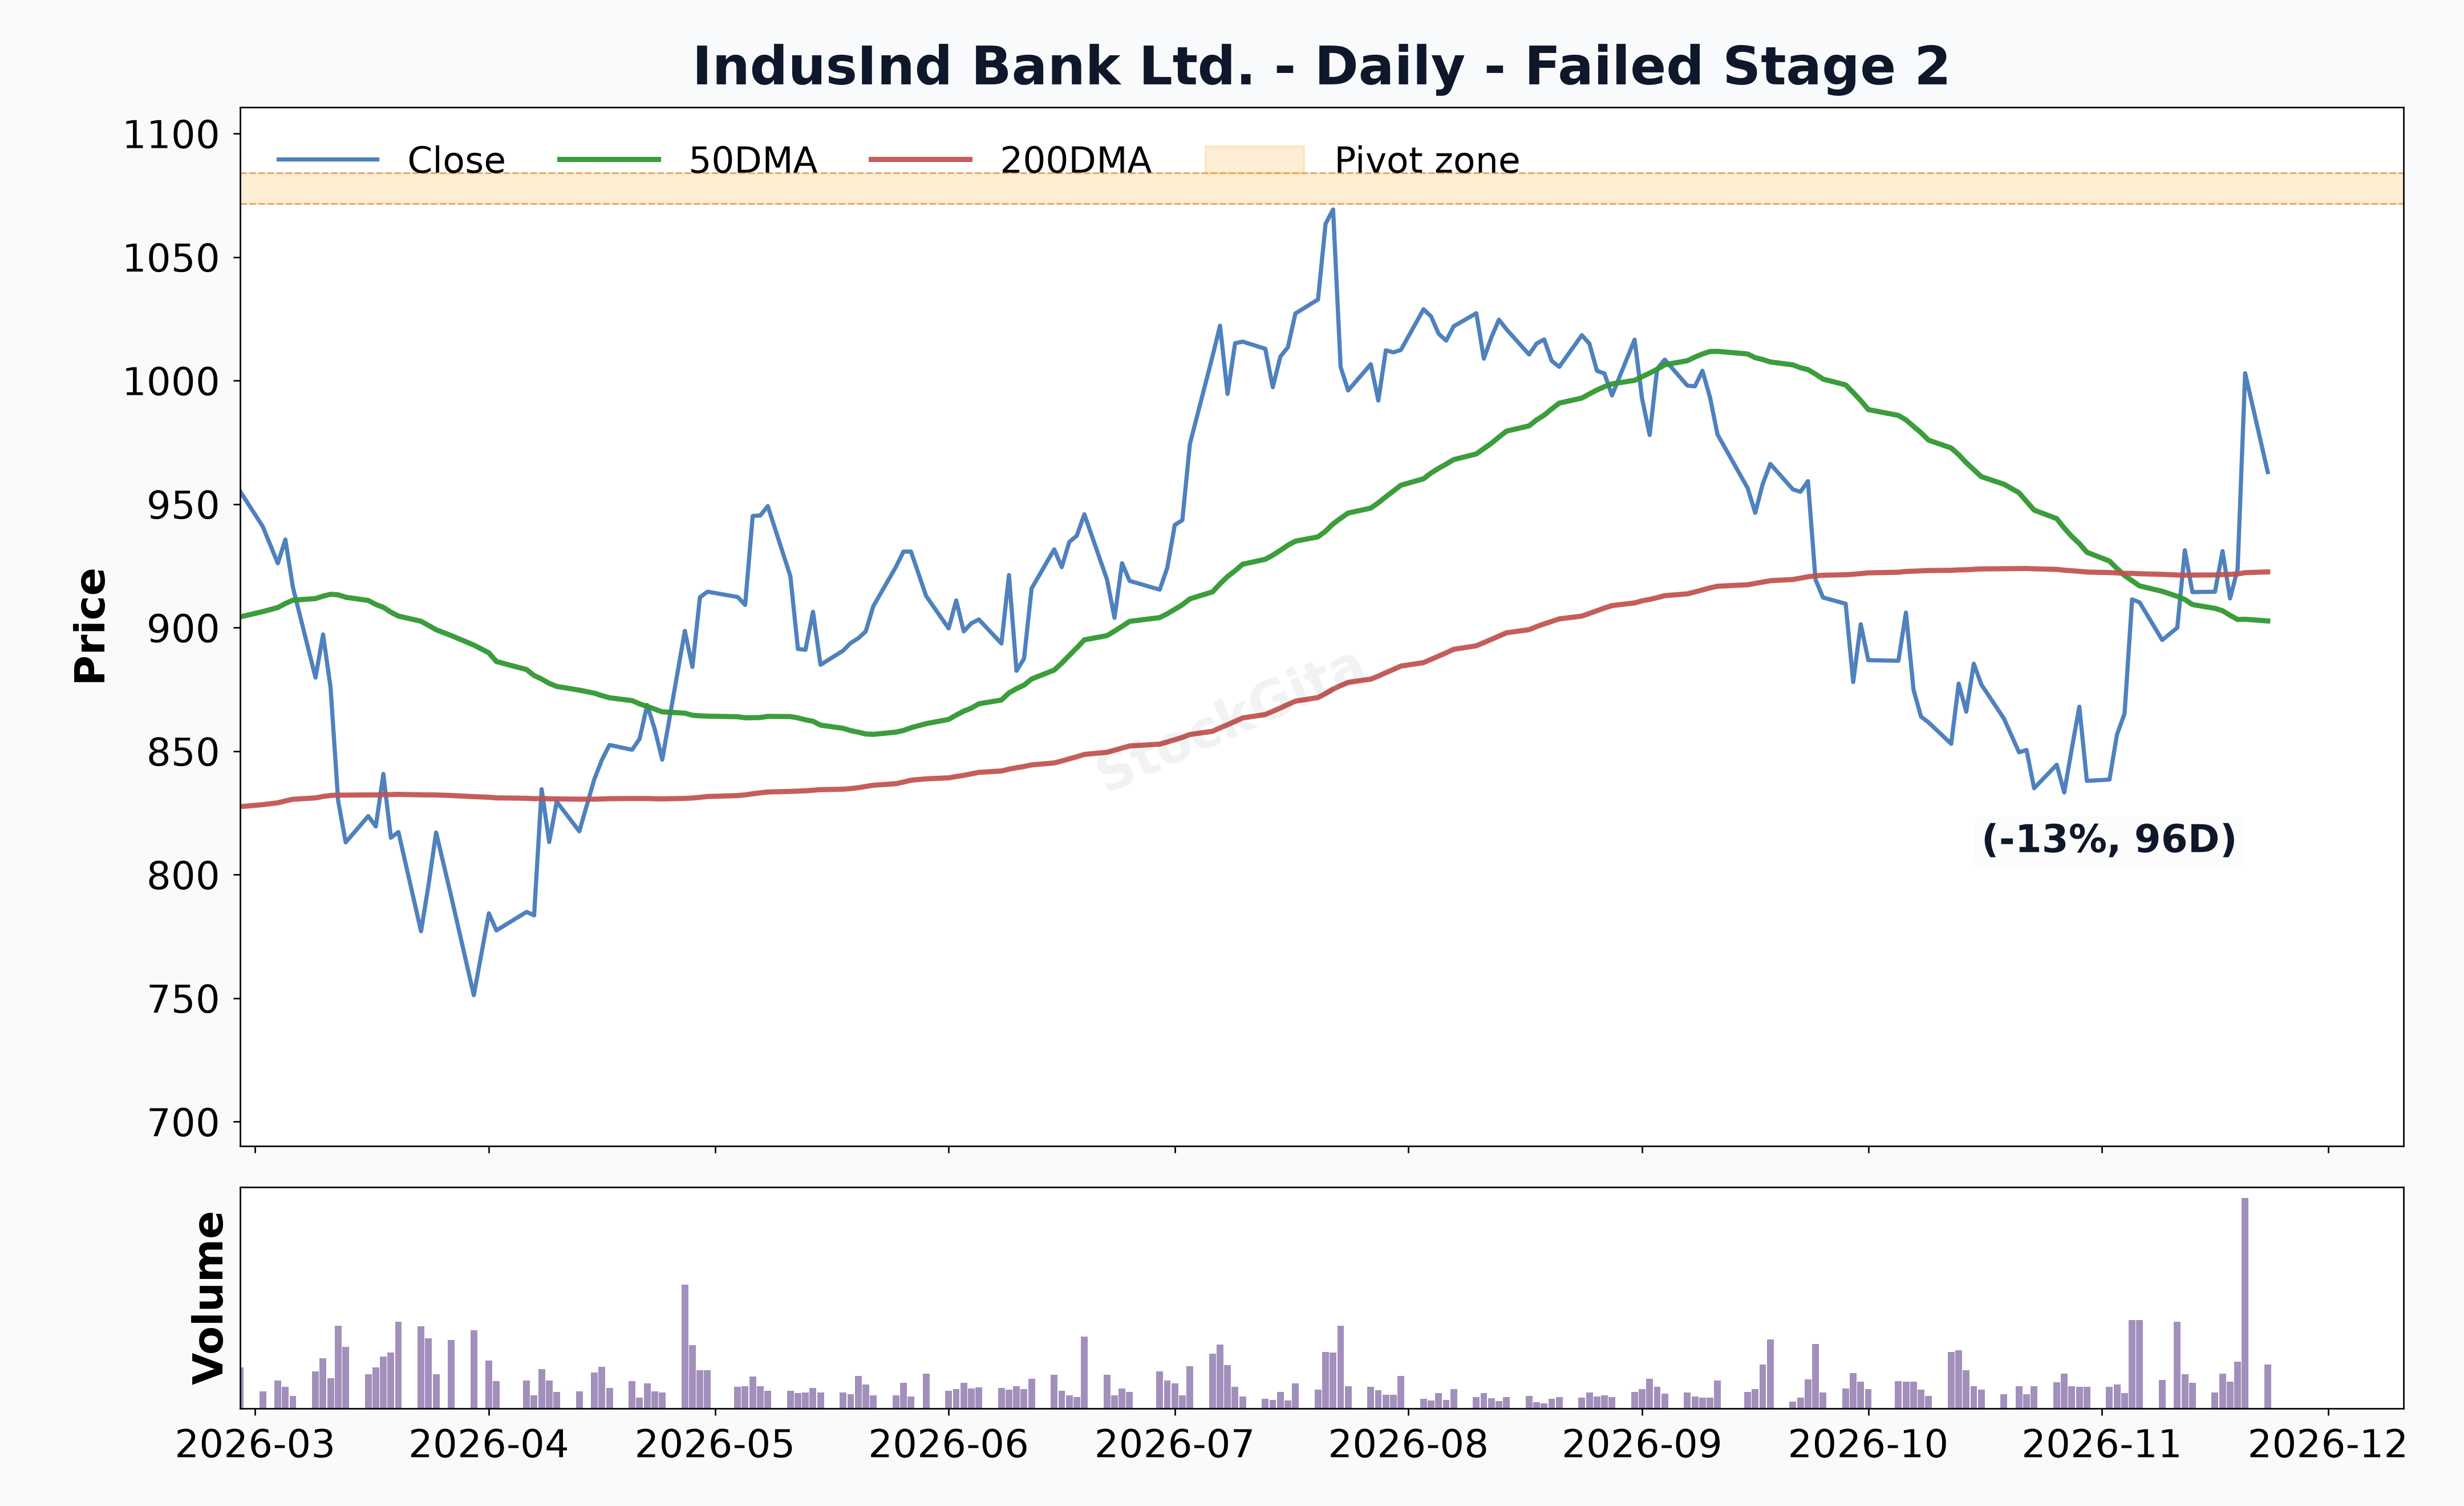 IndusInd Bank Ltd. - Daily - Failed Stage 2
Close 50DMA 200DMA Pivot zone
1100
1050
1000
950
900
850
800
750
700
Price
StockGita
(-13%, 96D)
Volume
2026-03 2026-04 2026-05 2026-06 2026-07 2026-08 2026-09 2026-10 2026-11 2026-12